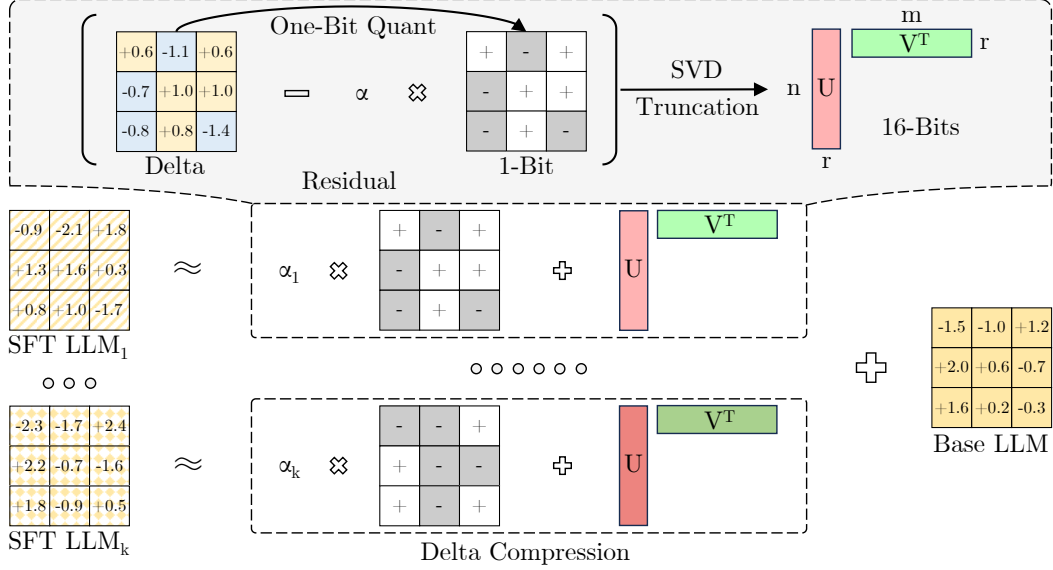 One-Bit Quant
+0.6 -1.1 +0.6
-0.7 +1.0 +1.0
-0.8 +0.8 -1.4
Delta
α
+ - +
- + +
- + -
1-Bit
Residual
SVD
Truncation
m
n U V^T r
r
16-Bits
-0.9 -2.1 +1.8
+1.3 +1.6 +0.3
+0.8 +1.0 -1.7
SFT LLM_1
≈
α_1
+ - +
- + +
- + -
U V^T
-2.3 -1.7 +2.4
+2.2 -0.7 -1.6
+1.8 -0.9 +0.5
SFT LLM_k
≈
α_k
- - +
+ - -
+ - +
U V^T
Delta Compression
-1.5 -1.0 +1.2
+2.0 +0.6 -0.7
+1.6 +0.2 -0.3
Base LLM